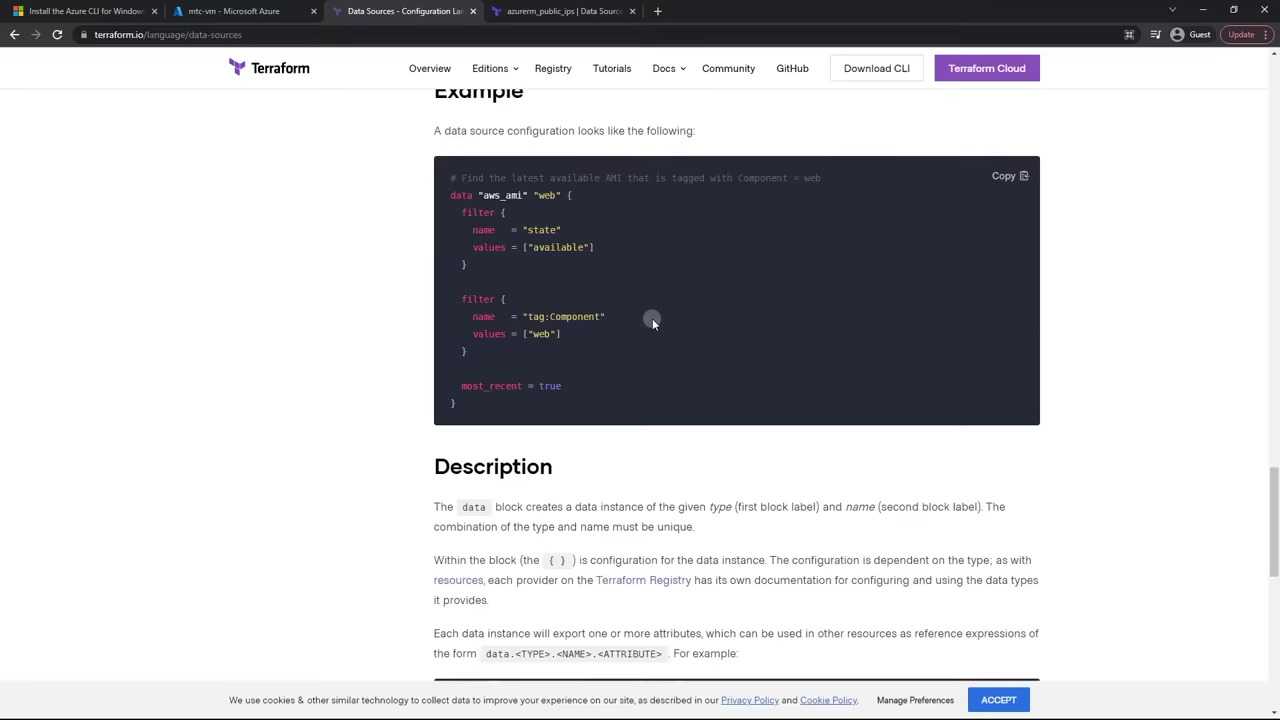 Install the Azure CLI for Windows
mtc-vm - Microsoft Azure
Data Sources - Configuration Lan
azurerm_public_ips | Data Source
terraform.io/language/data-sources
Guest
Update
Terraform
Overview
Editions
Registry
Tutorials
Docs
Community
GitHub
Download CLI
Terraform Cloud
Example
A data source configuration looks like the following:
Copy
# Find the latest available AMI that is tagged with Component = web
data "aws_ami" "web" {
  filter {
    name   = "state"
    values = ["available"]
  }
  filter {
    name   = "tag:Component"
    values = ["web"]
  }
  most_recent = true
}
Description
The data block creates a data instance of the given type (first block label) and name (second block label). The
combination of the type and name must be unique.
Within the block (the { } ) is configuration for the data instance. The configuration is dependent on the type; as with
resources, each provider on the Terraform Registry has its own documentation for configuring and using the data types
it provides.
Each data instance will export one or more attributes, which can be used in other resources as reference expressions of
the form data.<TYPE>.<NAME>.<ATTRIBUTE> . For example:
We use cookies & other similar technology to collect data to improve your experience on our site, as described in our Privacy Policy and Cookie Policy.
Manage Preferences
ACCEPT